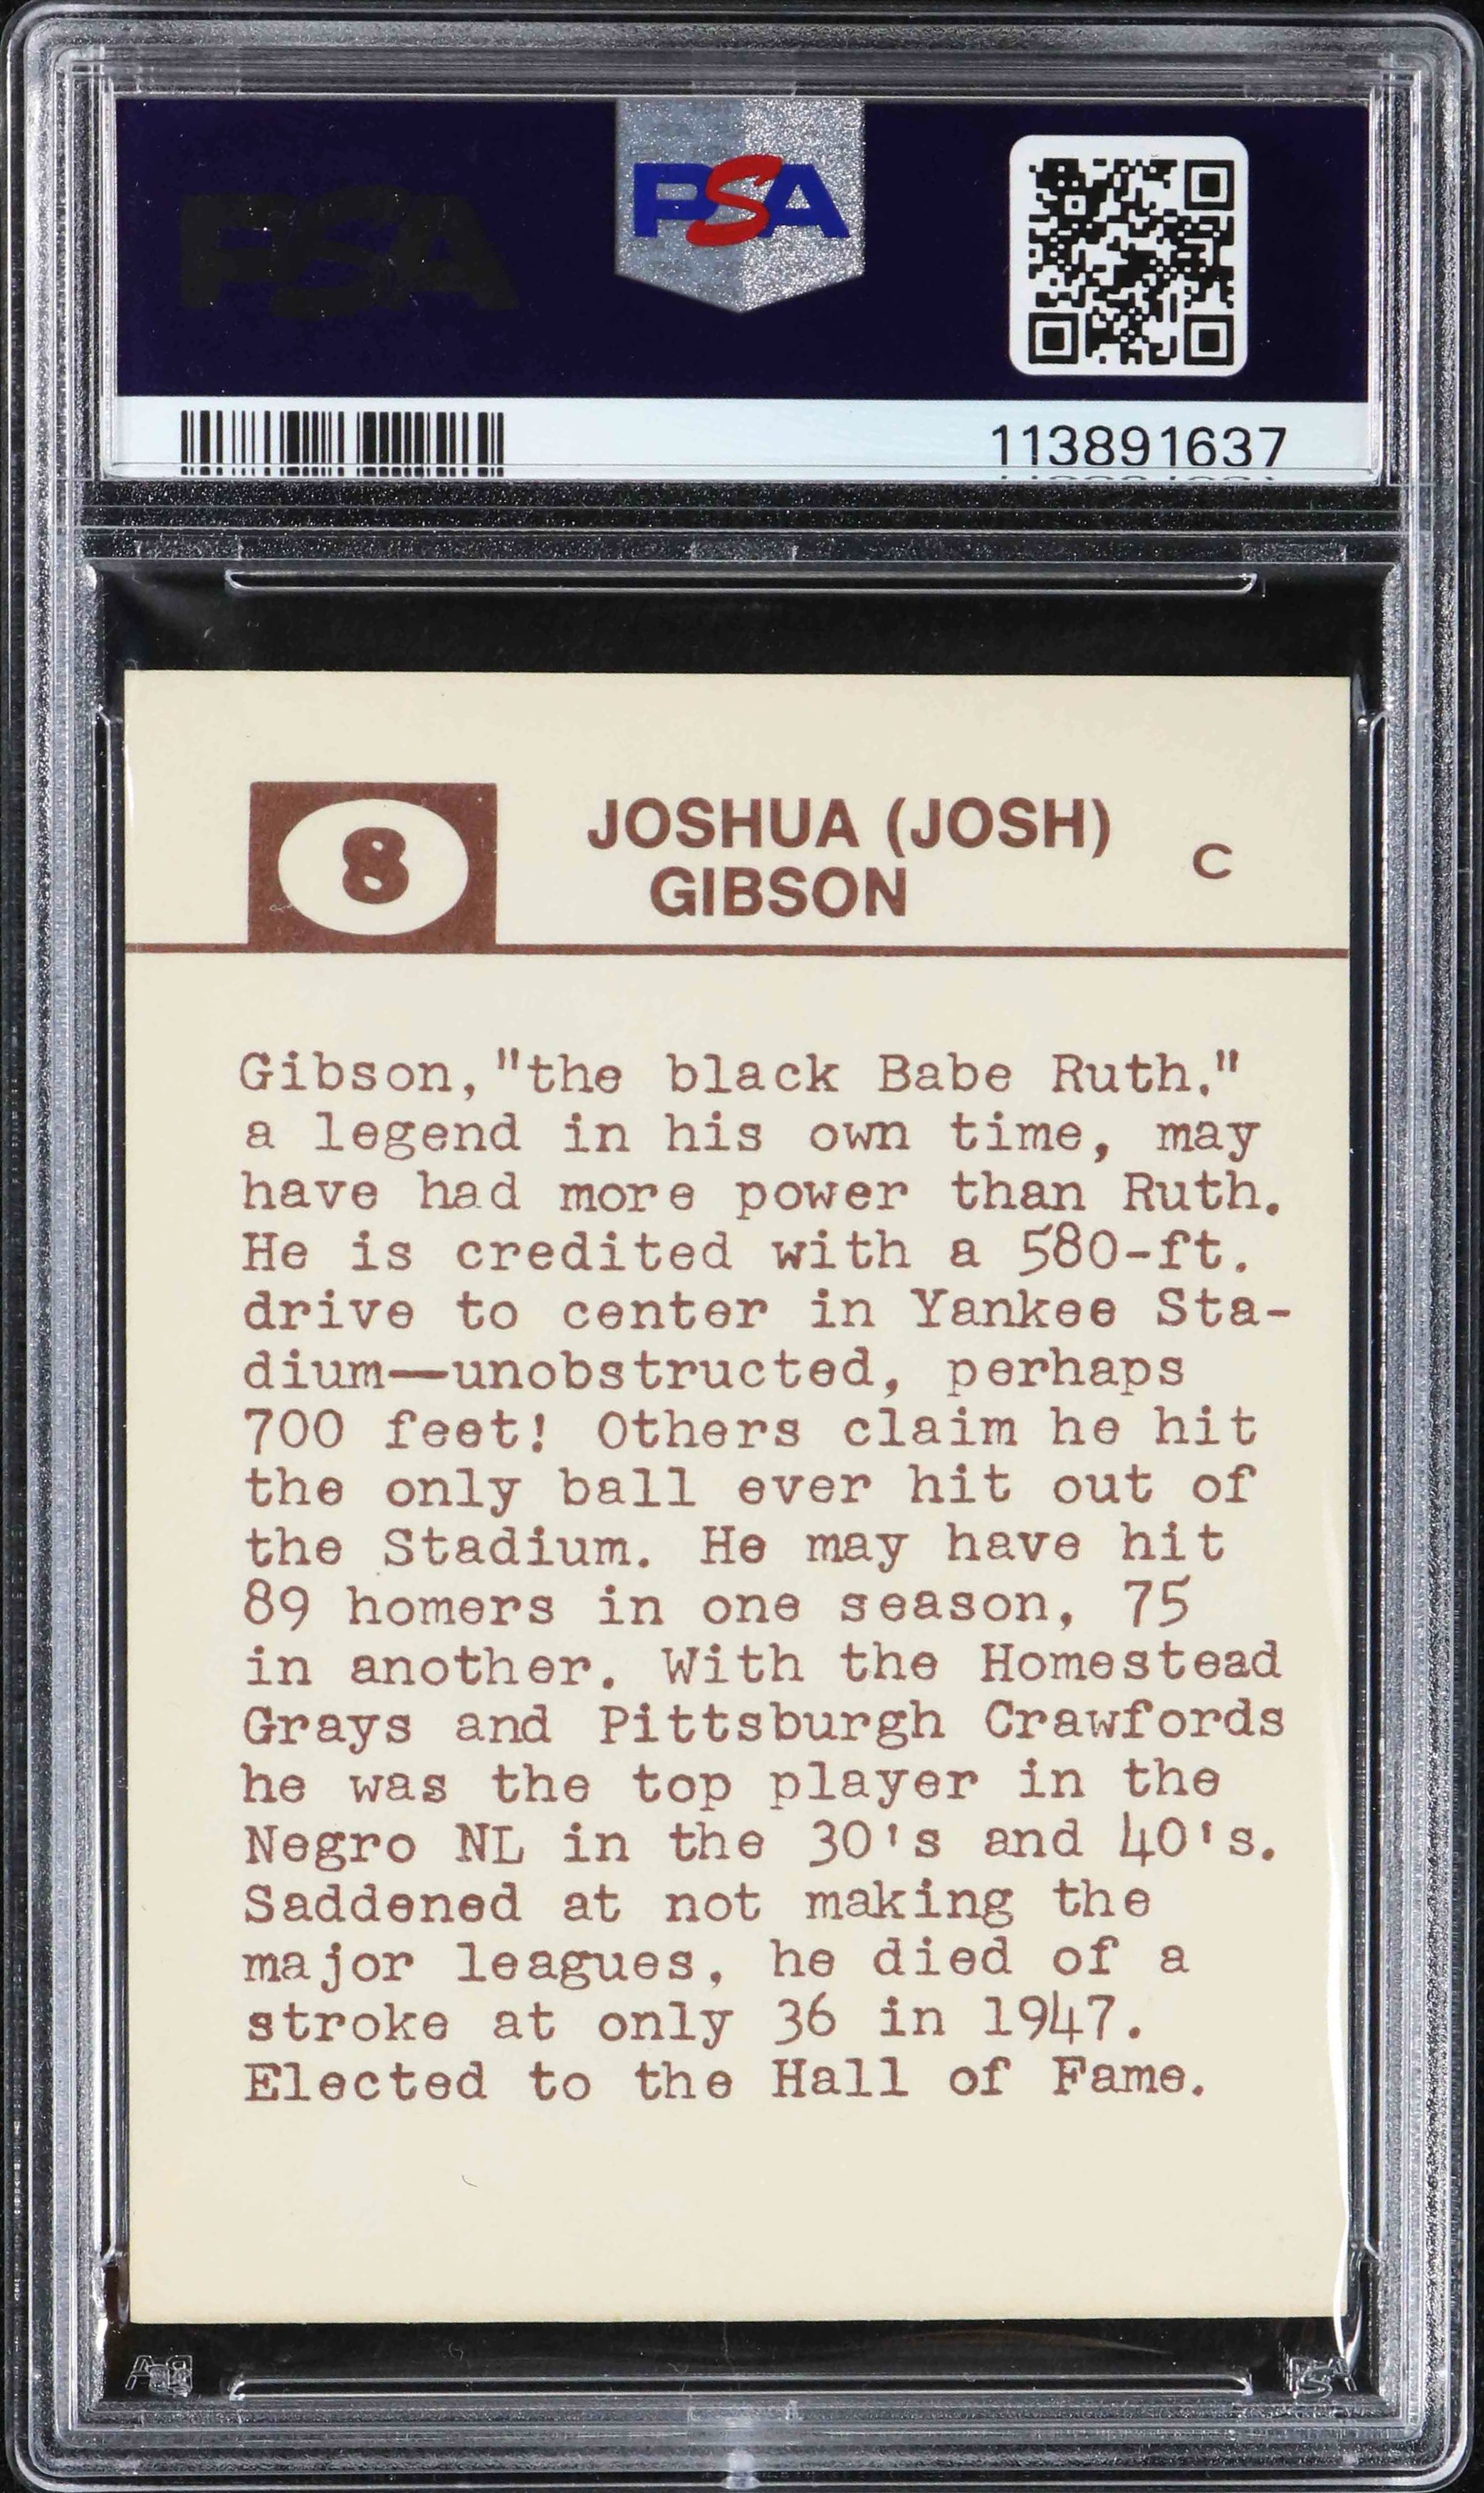 PSA
PSA
113891637
8
JOSHUA (JOSH)
GIBSON
C
Gibson, "the black Babe Ruth."
a legend in his own time, may
have had more power than Ruth.
He is credited with a 580-ft.
drive to center in Yankee Sta-
dium—unobstructed, perhaps
700 feet! Others claim he hit
the only ball ever hit out of
the Stadium. He may have hit
89 homers in one season, 75
in another. With the Homestead
Grays and Pittsburgh Crawfords
he was the top player in the
Negro NL in the 30's and 40's.
Saddened at not making the
major leagues, he died of a
stroke at only 36 in 1947.
Elected to the Hall of Fame.
PSA
PSA